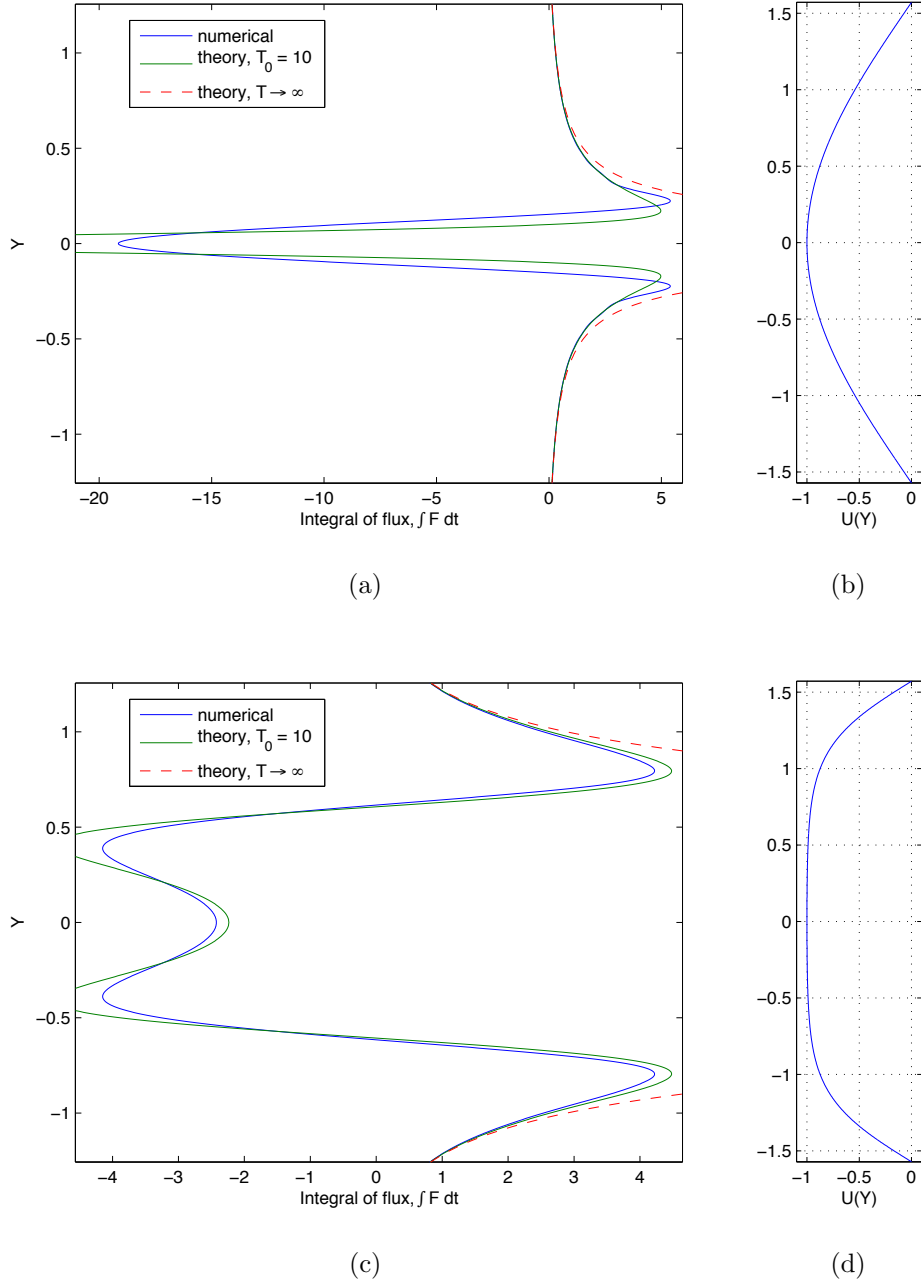 numerical
theory, T0 = 10
theory, T → ∞
1
0.5
0
−0.5
−1
Y
−20
−15
−10
−5
0
5
Integral of flux, ∫ F dt
(a)
1.5
1
0.5
0
−0.5
−1
−1.5
−1
−0.5
0
U(Y)
(b)
numerical
theory, T0 = 10
theory, T → ∞
1
0.5
0
−0.5
−1
Y
−4
−3
−2
−1
0
1
2
3
4
Integral of flux, ∫ F dt
(c)
1.5
1
0.5
0
−0.5
−1
−1.5
−1
−0.5
0
U(Y)
(d)